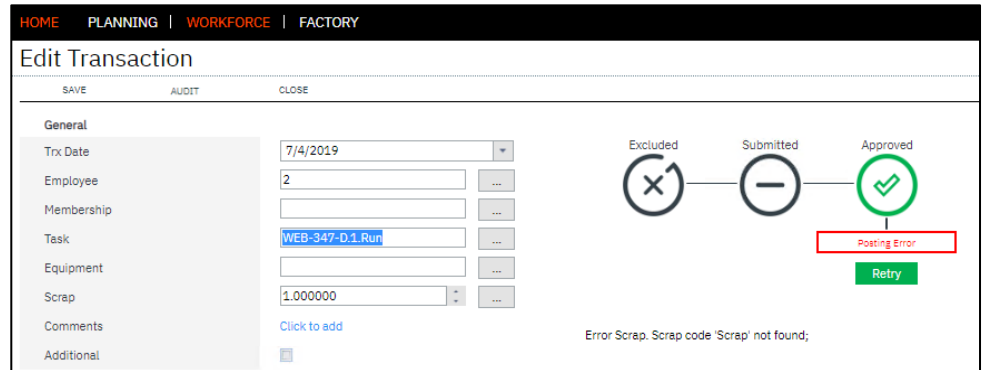 HOME PLANNING | WORKFORCE | FACTORY
Edit Transaction
SAVE AUDIT CLOSE
General
Trx Date 7/4/2019
Employee 2 ...
Membership ...
Task WEB-347-D.1.Run ...
Equipment ...
Scrap 1.000000 ...
Comments Click to add
Additional
Excluded Submitted Approved
Posting Error
Retry
Error Scrap. Scrap code 'Scrap' not found;